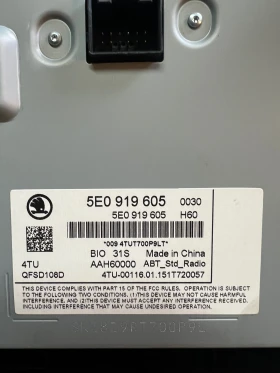 5E0 919 605 0030
5E0 919 605 H60
*009 4TUT700P9LT*
BIO 31S Made in China
4TU AAH60000 ABT_Std_Radio
QFSD108D 4TU-00116.01.151T720057
THIS DEVICE COMPLIES WITH PART 15 OF THE FCC RULES. OPERATION IS
SUBJECT TO THE FOLLOWING TWO CONDITIONS: (1)THIS DEVICE MAY NOT CAUSE HARMFUL
INTERFERENCE, AND (2)THIS DEVICE MUST ACCEPT ANY INTERFERENCE RECEIVED,
INCLUDING INTERFERENCE THAT MAY CAUSE UNDESIRED OPERATION.